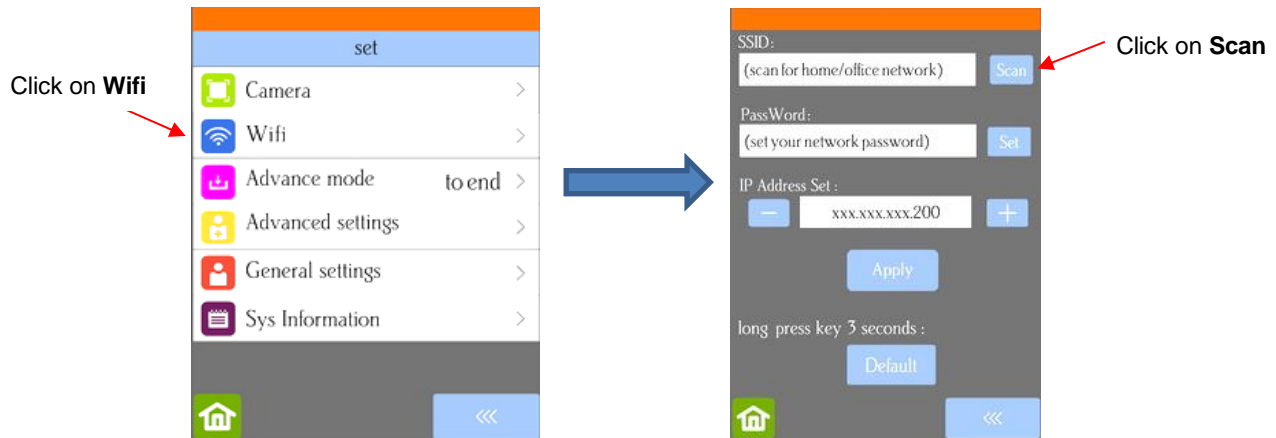 Click on Wifi
set
Camera
Wifi
Advance mode to end
Advanced settings
General settings
Sys Information
Click on Scan
SSID:
(scan for home/office network) Scan
PassWord:
(set your network password) Set
IP Address Set :
xxx.xxx.xxx.200
Apply
long press key 3 seconds :
Default